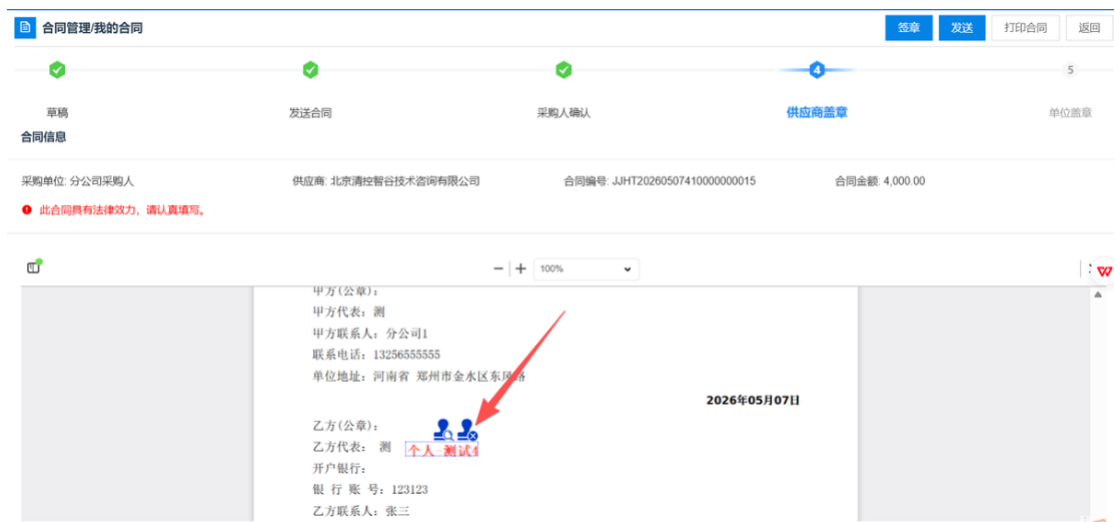 合同管理/我的合同
签章 发送 打印合同 返回
4 5
草稿 发送合同 采购人确认 供应商盖章 单位盖章
合同信息
采购单位: 分公司采购人 供应商: 北京清控智谷技术咨询有限公司 合同编号: JJHT20260507410000000015 合同金额: 4,000.00
此合同具有法律效力，请认真填写。
100%
甲方(公章):
甲方代表: 测
甲方联系人: 分公司1
联系电话: 13256555555
单位地址: 河南省 郑州市金水区东风路
2026年05月07日
乙方(公章):
乙方代表: 测 个人-测试4
开户银行:
银 行 账 号: 123123
乙方联系人: 张三